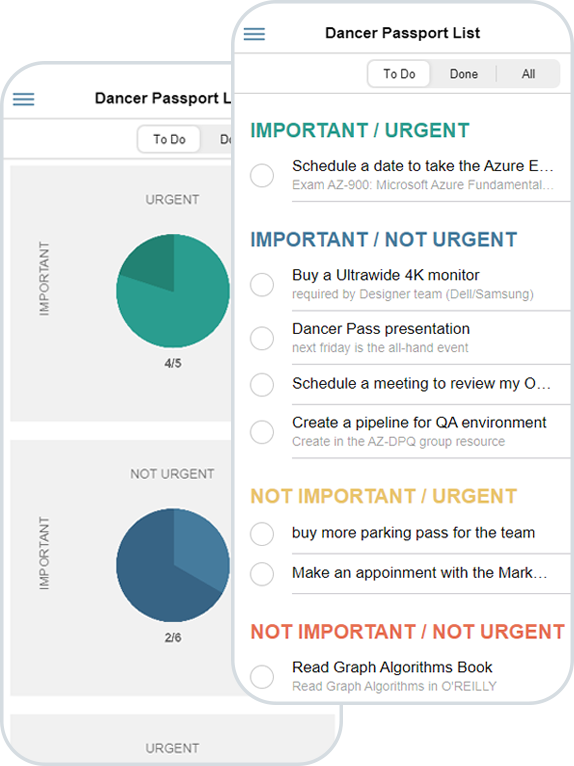 Dancer Passport L
To Do
De
URGENT
IMPORTANT
4/5
NOT URGENT
IMPORTANT
2/6
URGENT
Dancer Passport List
To Do Done All
IMPORTANT / URGENT
Schedule a date to take the Azure E...
Exam AZ-900: Microsoft Azure Fundamental...
IMPORTANT / NOT URGENT
Buy a Ultrawide 4K monitor
required by Designer team (Dell/Samsung)
Dancer Pass presentation
next friday is the all-hand event
Schedule a meeting to review my O...
Create a pipeline for QA environment
Create in the AZ-DPQ group resource
NOT IMPORTANT / URGENT
buy more parking pass for the team
Make an appoinment with the Mark...
NOT IMPORTANT / NOT URGENT
Read Graph Algorithms Book
Read Graph Algorithms in O'REILLY